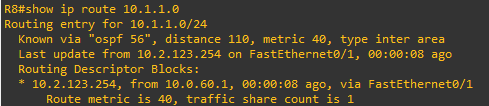 R8#show ip route 10.1.1.0
Routing entry for 10.1.1.0/24
Known via "ospf 56", distance 110, metric 40, type inter area
Last update from 10.2.123.254 on FastEthernet0/1, 00:00:08 ago
Routing Descriptor Blocks:
* 10.2.123.254, from 10.0.60.1, 00:00:08 ago, via FastEthernet0/1
Route metric is 40, traffic share count is 1